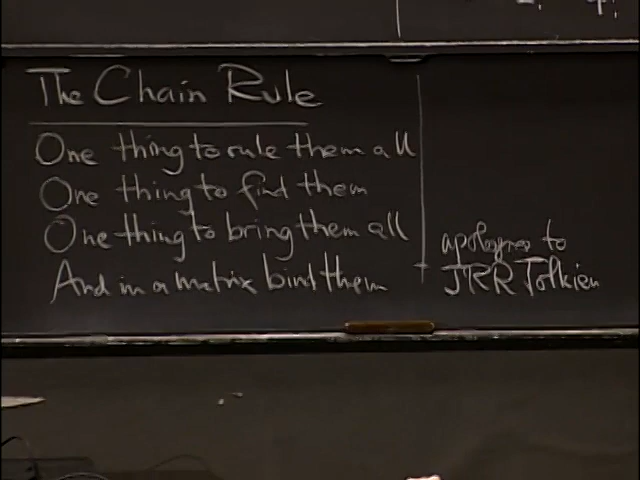 The Chain Rule
One thing to rule them all
One thing to find them
One thing to bring them all
And in a matrix bind them
apologies to
JRR Tolkien